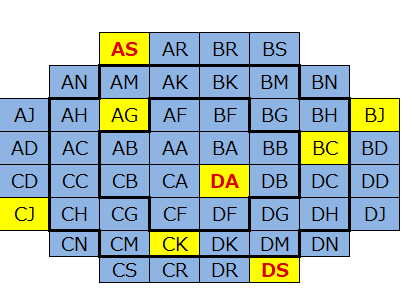 AS AR BR BS
AN AM AK BK BM BN
AJ AH AG AF BF BG BH BJ
AD AC AB AA BA BB BC BD
CD CC CB CA DA DB DC DD
CJ CH CG CF DF DG DH DJ
CN CM CK DK DM DN
CS CR DR DS